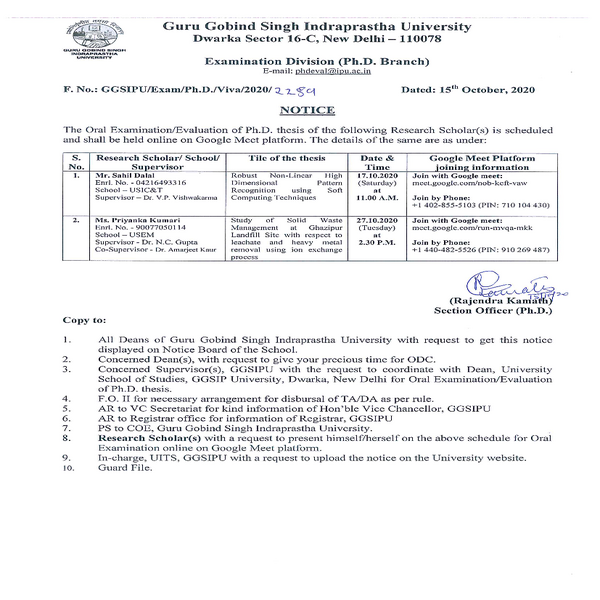 Guru Gobind Singh Indraprastha University
Dwarka Sector 16-C, New Delhi – 110078
GURU GOBIND SINGH
INDRAPRASTHA
UNIVERSITY
Examination Division (Ph.D. Branch)
E-mail: phdeval@ipu.ac.in
F. No.: GGSIPU/Exam/Ph.D./Viva/2020/2289
Dated: 15th October, 2020
NOTICE
The Oral Examination/Evaluation of Ph.D. thesis of the following Research Scholar(s) is scheduled
and shall be held online on Google Meet platform. The details of the same are as under:
S. No.
Research Scholar/ School/ Supervisor
Tile of the thesis
Date & Time
Google Meet Platform joining information
1.
Mr. Sahil Dalal
Enrl. No. - 04216493316
School – USIC&T
Supervisor – Dr. V.P. Vishwakarma
Robust Non-Linear High
Dimensional Pattern
Recognition using Soft
Computing Techniques
17.10.2020
(Saturday)
at
11.00 A.M.
Join with Google meet:
meet.google.com/nob-kcft-vaw
Join by Phone:
+1 402-855-5103 (PIN: 710 104 430)
2.
Ms. Priyanka Kumari
Enrl. No. - 90077050114
School – USEM
Supervisor - Dr. N.C. Gupta
Co-Supervisor - Dr. Amarjeet Kaur
Study of Solid Waste
Management at Ghazipur
Landfill Site with respect to
leachate and heavy metal
removal using ion exchange
process
27.10.2020
(Tuesday)
at
2.30 P.M.
Join with Google meet:
meet.google.com/run-mvqa-mkk
Join by Phone:
+1 440-482-5526 (PIN: 910 269 487)
(Rajendra Kamath)
Section Officer (Ph.D.)
Copy to:
1. All Deans of Guru Gobind Singh Indraprastha University with request to get this notice
displayed on Notice Board of the School.
2. Concerned Dean(s), with request to give your precious time for ODC.
3. Concerned Supervisor(s), GGSIPU with the request to coordinate with Dean, University
School of Studies, GGSIP University, Dwarka, New Delhi for Oral Examination/Evaluation
of Ph.D. thesis.
4. F.O. II for necessary arrangement for disbursal of TA/DA as per rule.
5. AR to VC Secretariat for kind information of Hon'ble Vice Chancellor, GGSIPU
6. AR to Registrar office for information of Registrar, GGSIPU
7. PS to COE, Guru Gobind Singh Indraprastha University.
8. Research Scholar(s) with a request to present himself/herself on the above schedule for Oral
Examination online on Google Meet platform.
9. In-charge, UITS, GGSIPU with a request to upload the notice on the University website.
10. Guard File.